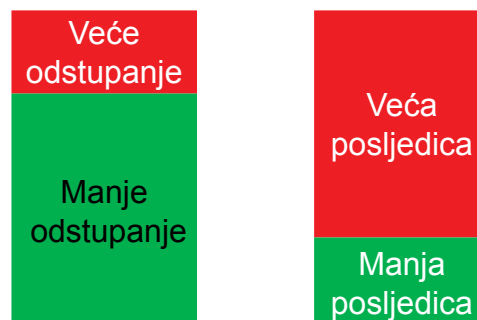 Veće
odstupanje
Manje
odstupanje
Veća
posljedica
Manja
posljedica